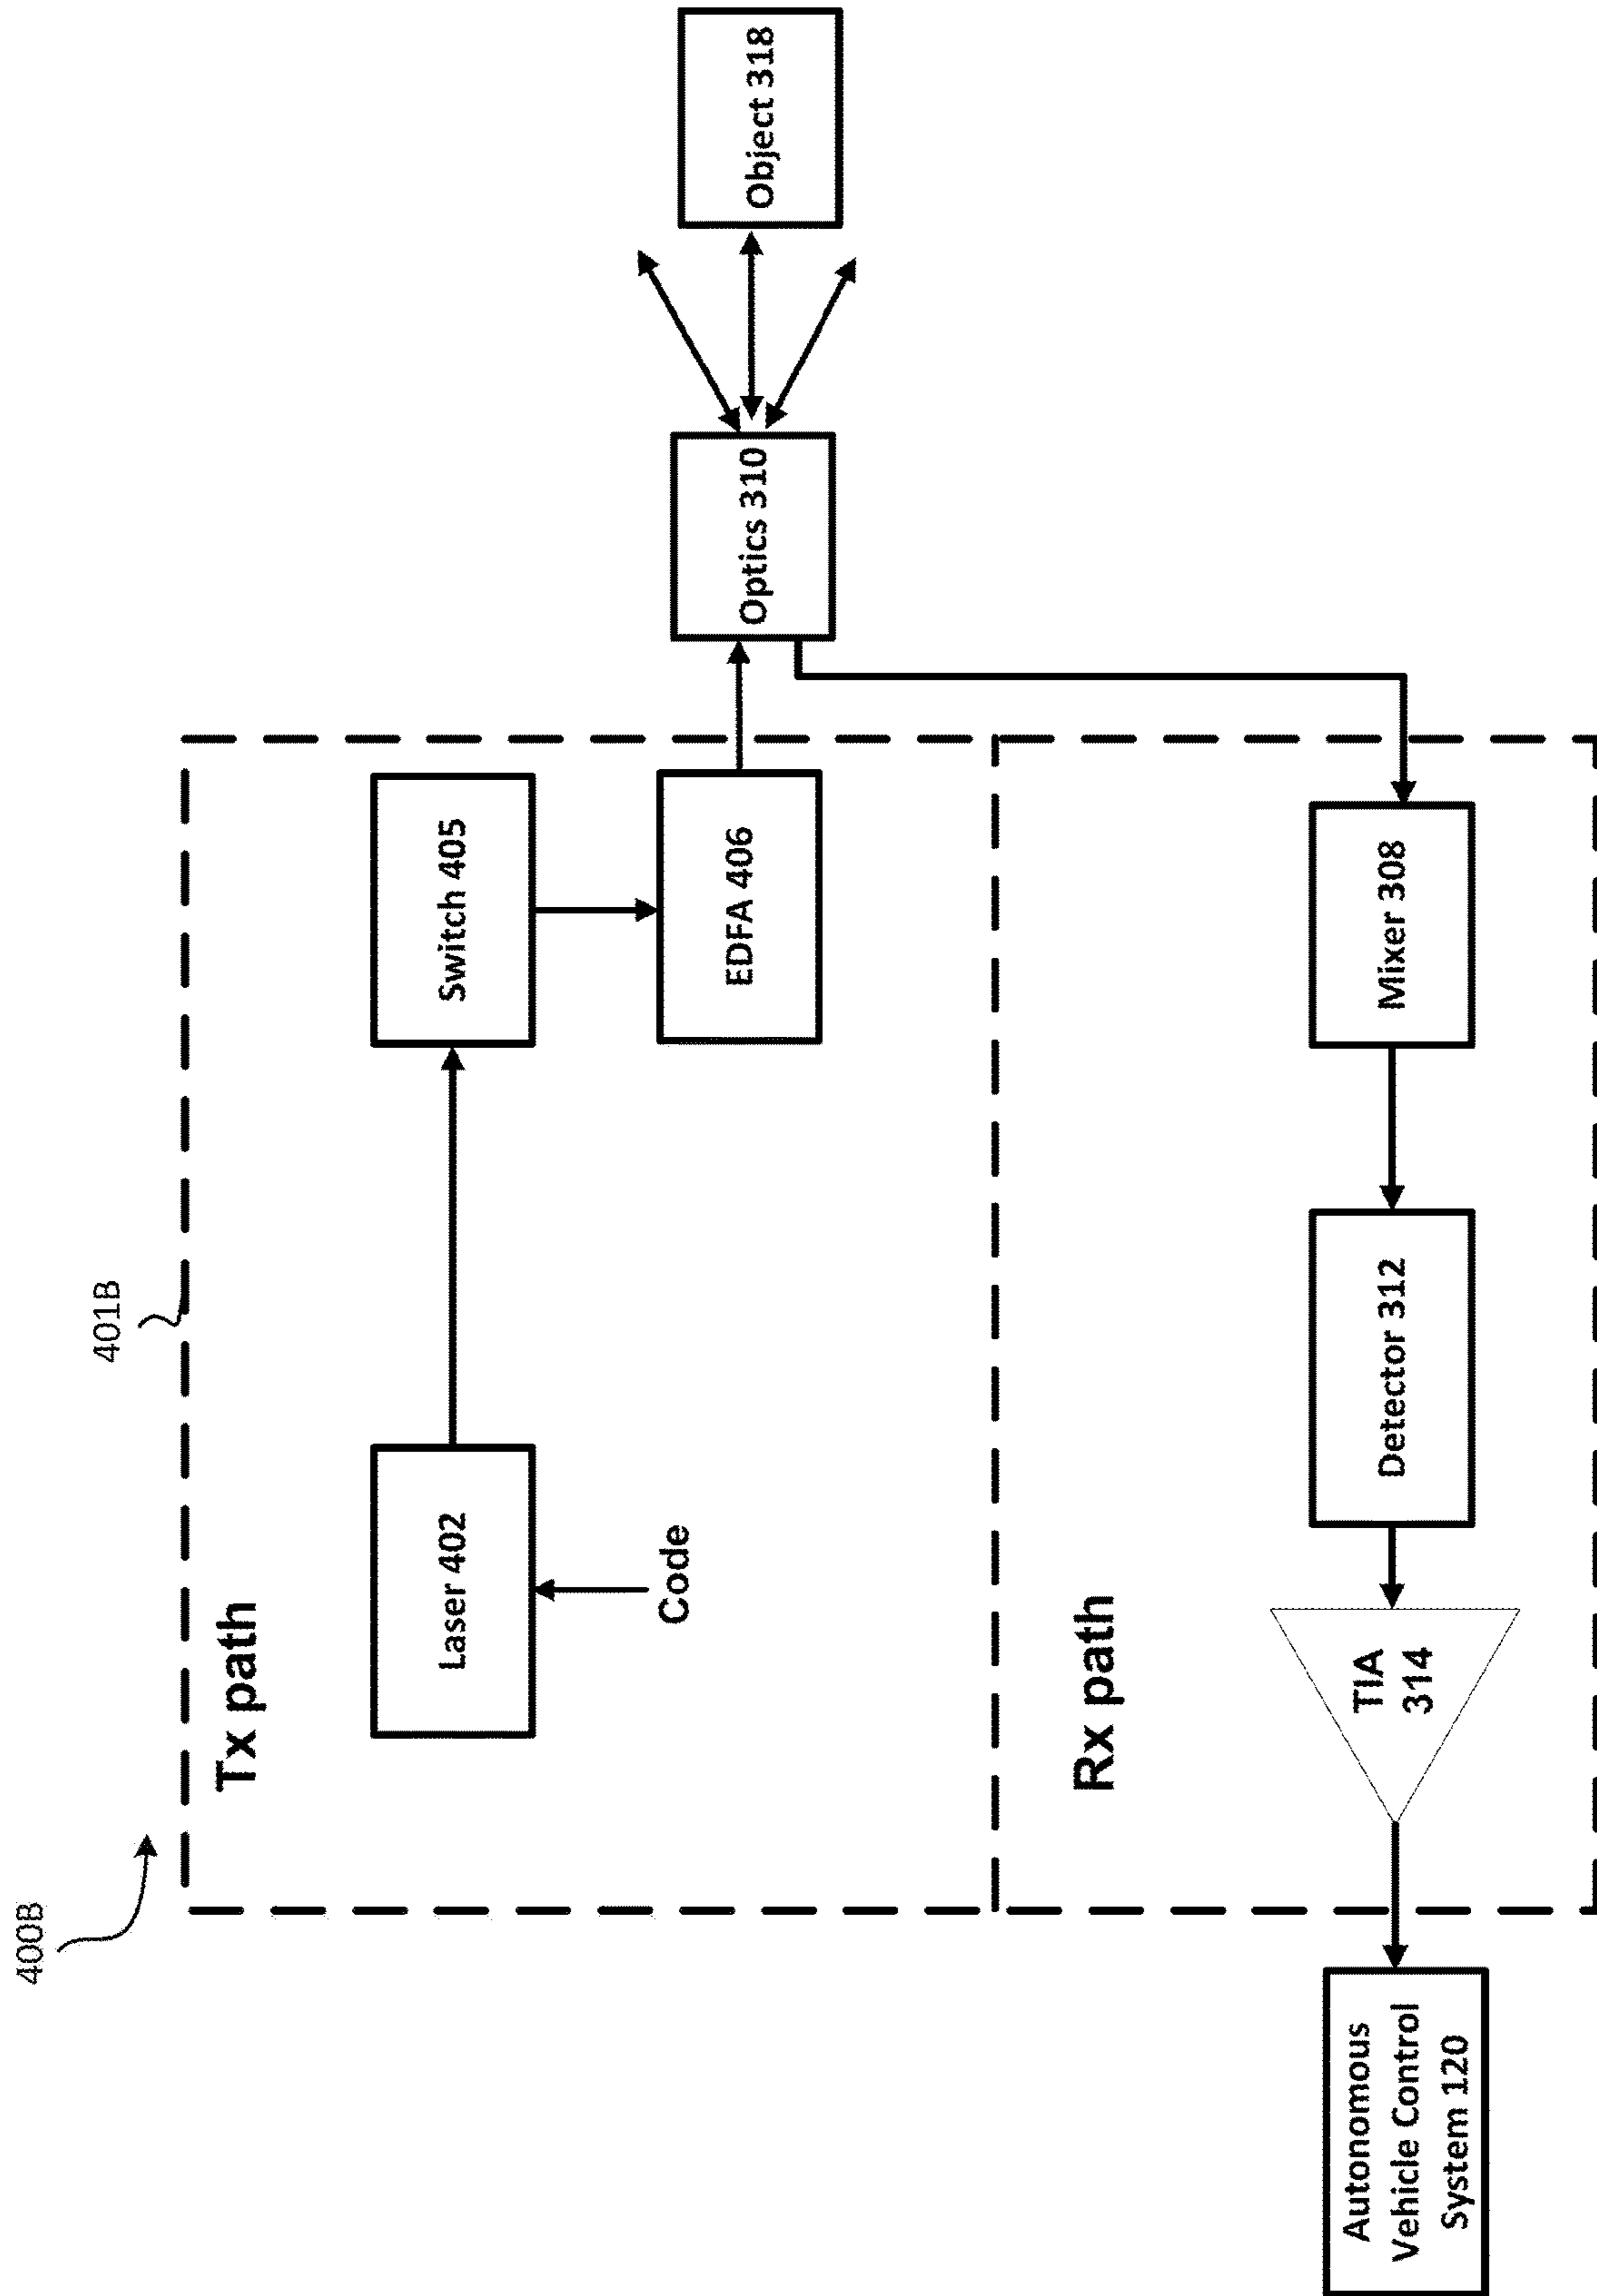 400B
401B
Tx path
Laser 402
Code
Switch 405
EDFA 406
Optics 310
Object 318
Rx path
Mixer 308
Detector 312
TIA
314
Autonomous
Vehicle Control
System 120